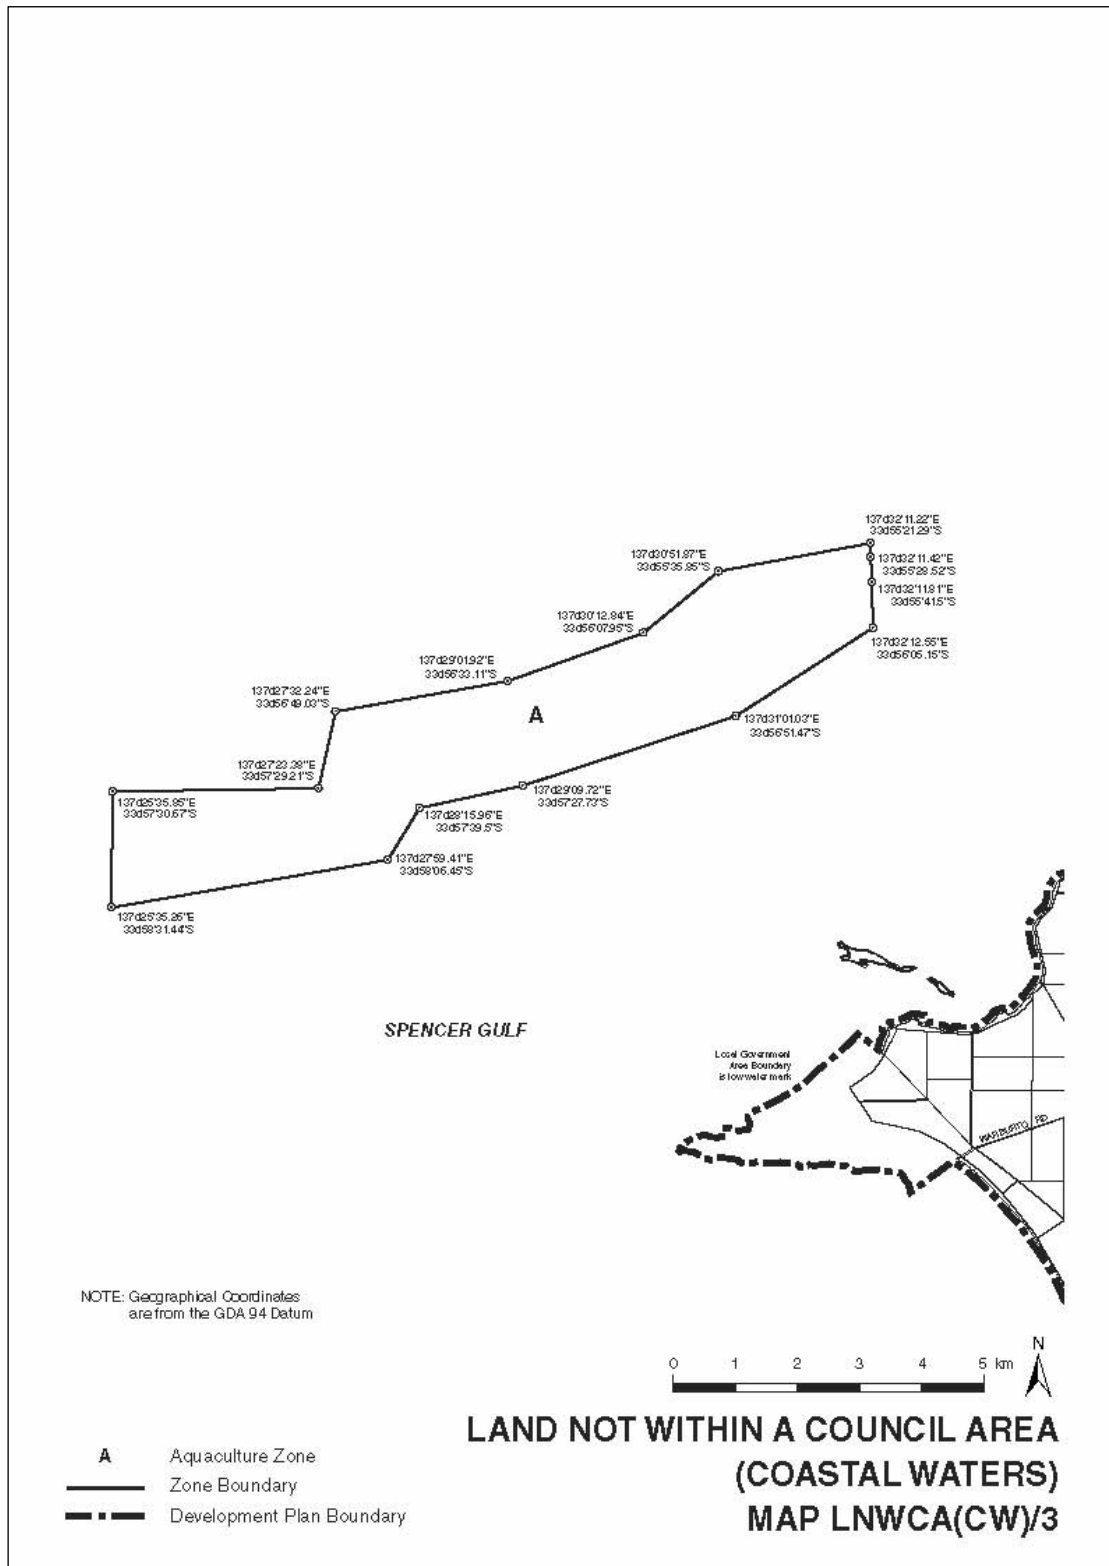 137d32'11.22"E
33d55'21.29"S
137d32'11.42"E
33d55'28.52"S
137d32'11.81"E
33d55'41.5"S
137d32'12.55"E
33d56'05.15"S
137d30'51.87"E
33d55'35.85"S
137d30'12.84"E
33d56'07.95"S
137d29'01.92"E
33d56'33.11"S
137d27'32.24"E
33d56'49.03"S
A
137d31'01.03"E
33d56'51.47"S
137d27'23.38"E
33d57'29.21"S
137d25'35.85"E
33d57'30.67"S
137d29'09.72"E
33d57'27.73"S
137d28'15.96"E
33d57'39.5"S
137d27'59.41"E
33d58'06.45"S
137d25'35.26"E
33d58'31.44"S
SPENCER GULF
Local Government
Area Boundary
is low water mark
WARBURTO RD
NOTE: Geographical Coordinates
are from the GDA 94 Datum
N
0 1 2 3 4 5 km
LAND NOT WITHIN A COUNCIL AREA
(COASTAL WATERS)
MAP LNWCA(CW)/3
A Aquaculture Zone
Zone Boundary
Development Plan Boundary